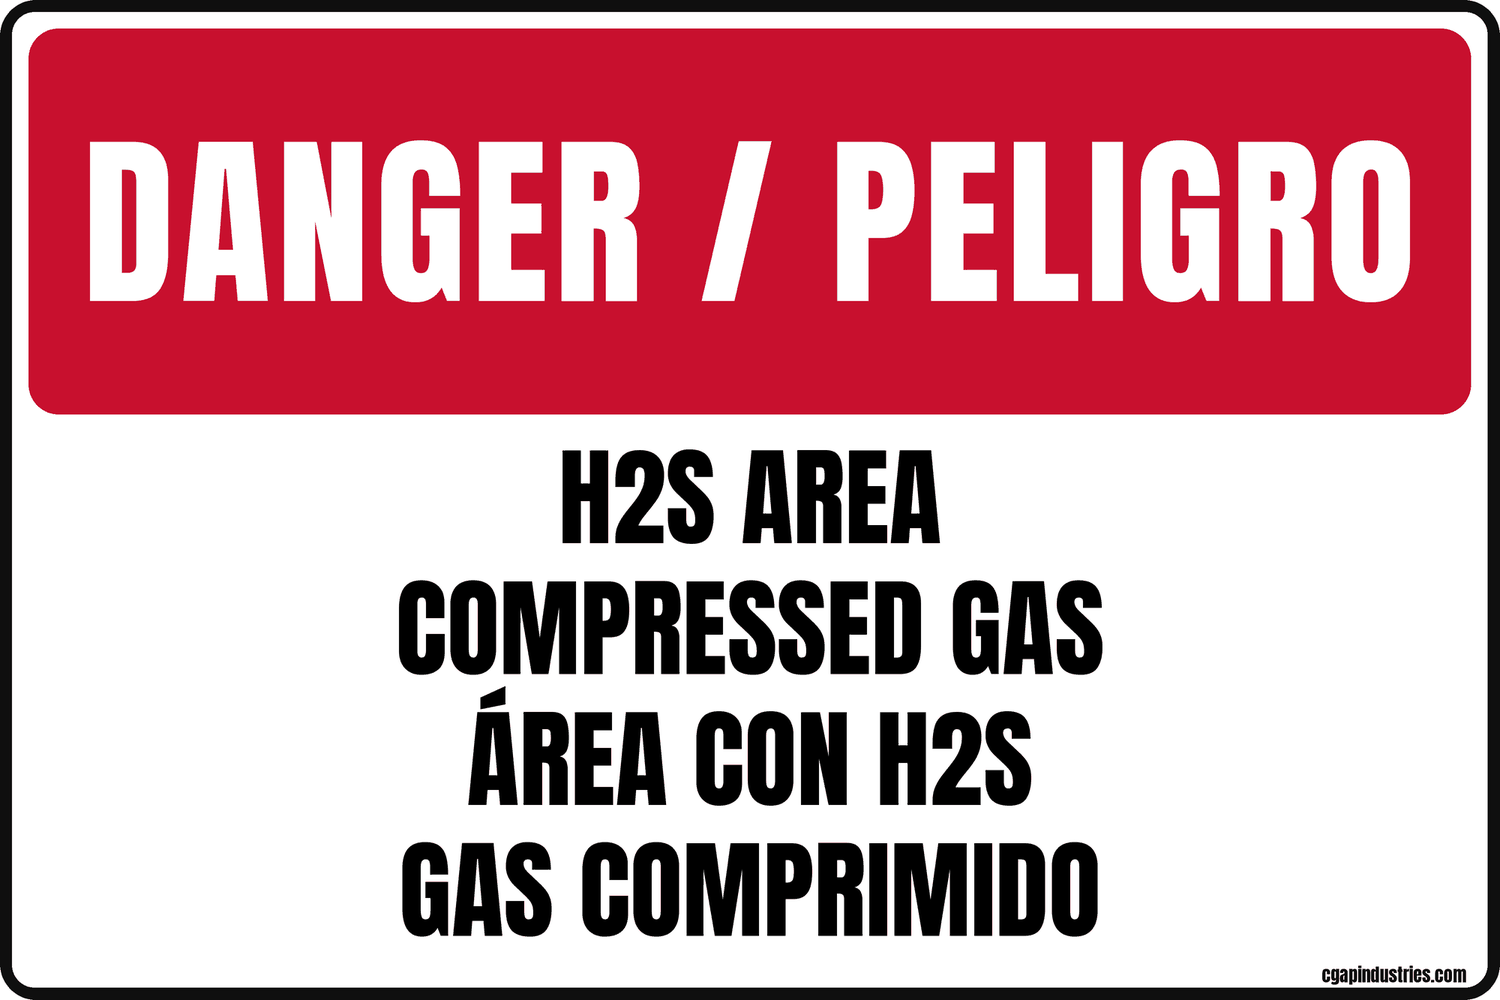 DANGER / PELIGRO
H2S AREA
COMPRESSED GAS
ÁREA CON H2S
GAS COMPRIMIDO
cgapindustries.com